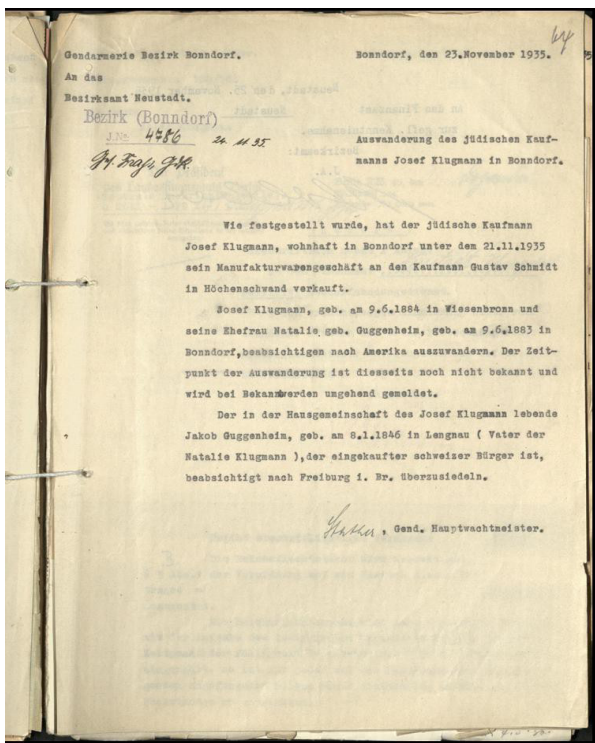 64
Gendarmerie Bezirk Bonndorf.
Bonndorf, den 23.November 1935.
An das
Bezirksamt Neustadt.
Bezirk (Bonndorf)
J.No. 4786 24. 11. 35.
Auswanderung des jüdischen Kauf-
manns Josef Klugmann in Bonndorf.
Wie festgestellt wurde, hat der jüdische Kaufmann
Josef Klugmann, wohnhaft in Bonndorf unter dem 21.11.1935
sein Manufakturwarengeschäft an den Kaufmann Gustav Schmidt
in Höchenschwand verkauft.
Josef Klugmann, geb. am 9.6.1884 in Wiesenbronn und
seine Ehefrau Natalie geb. Guggenheim, geb. am 9.6.1883 in
Bonndorf,beabsichtigen nach Amerika auszuwandern. Der Zeit-
punkt der Auswanderung ist diesseits noch nicht bekannt und
wird bei Bekanntwerden umgehend gemeldet.
Der in der Hausgemeinschaft des Josef Klugmann lebende
Jakob Guggenheim, geb. am 8.1.1846 in Lengnau ( Vater der
Natalie Klugmann ),der eingekaufter schweizer Bürger ist,
beabsichtigt nach Freiburg i. Br. überzusiedeln.
, Gend. Hauptwachtmeister.